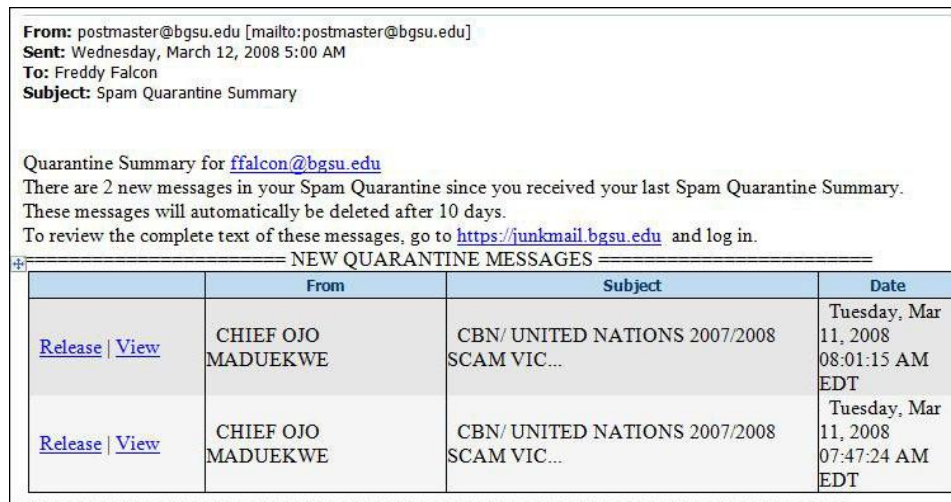 From: postmaster@bgsu.edu [mailto:postmaster@bgsu.edu]
Sent: Wednesday, March 12, 2008 5:00 AM
To: Freddy Falcon
Subject: Spam Quarantine Summary
Quarantine Summary for ffalcon@bgsu.edu
There are 2 new messages in your Spam Quarantine since you received your last Spam Quarantine Summary.
These messages will automatically be deleted after 10 days.
To review the complete text of these messages, go to https://junkmail.bgsu.edu and log in.
======================= NEW QUARANTINE MESSAGES ========================
From Subject Date
Release | View
CHIEF OJO
MADUEKWE
CBN/ UNITED NATIONS 2007/2008
SCAM VIC...
Tuesday, Mar
11, 2008
08:01:15 AM
EDT
Release | View
CHIEF OJO
MADUEKWE
CBN/ UNITED NATIONS 2007/2008
SCAM VIC...
Tuesday, Mar
11, 2008
07:47:24 AM
EDT